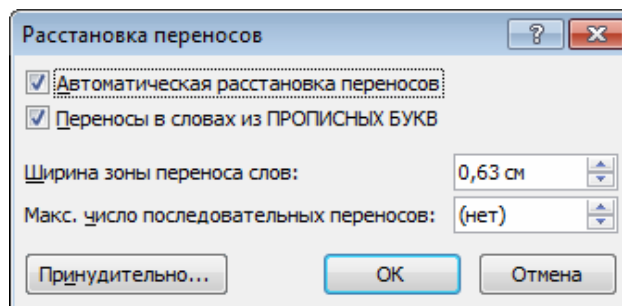 Расстановка переносов
Автоматическая расстановка переносов
Переносы в словах из ПРОПИСНЫХ БУКВ
Ширина зоны переноса слов: 0,63 см
Макс. число последовательных переносов: (нет)
Принудительно... ОК Отмена